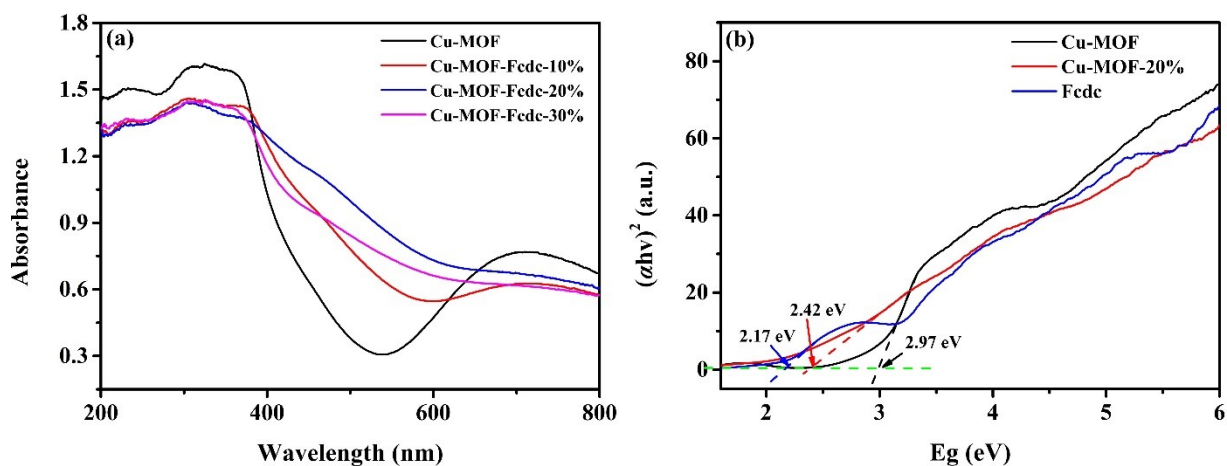 (a)
Cu-MOF
Cu-MOF-Fcdc-10%
Cu-MOF-Fcdc-20%
Cu-MOF-Fcdc-30%
1.8
1.5
1.2
0.9
0.6
0.3
Absorbance
200
400
600
800
Wavelength (nm)
(b)
Cu-MOF
Cu-MOF-20%
Fcdc
80
60
40
20
0
(αhv)² (a.u.)
2.17 eV
2.42 eV
2.97 eV
2
3
4
5
6
Eg (eV)